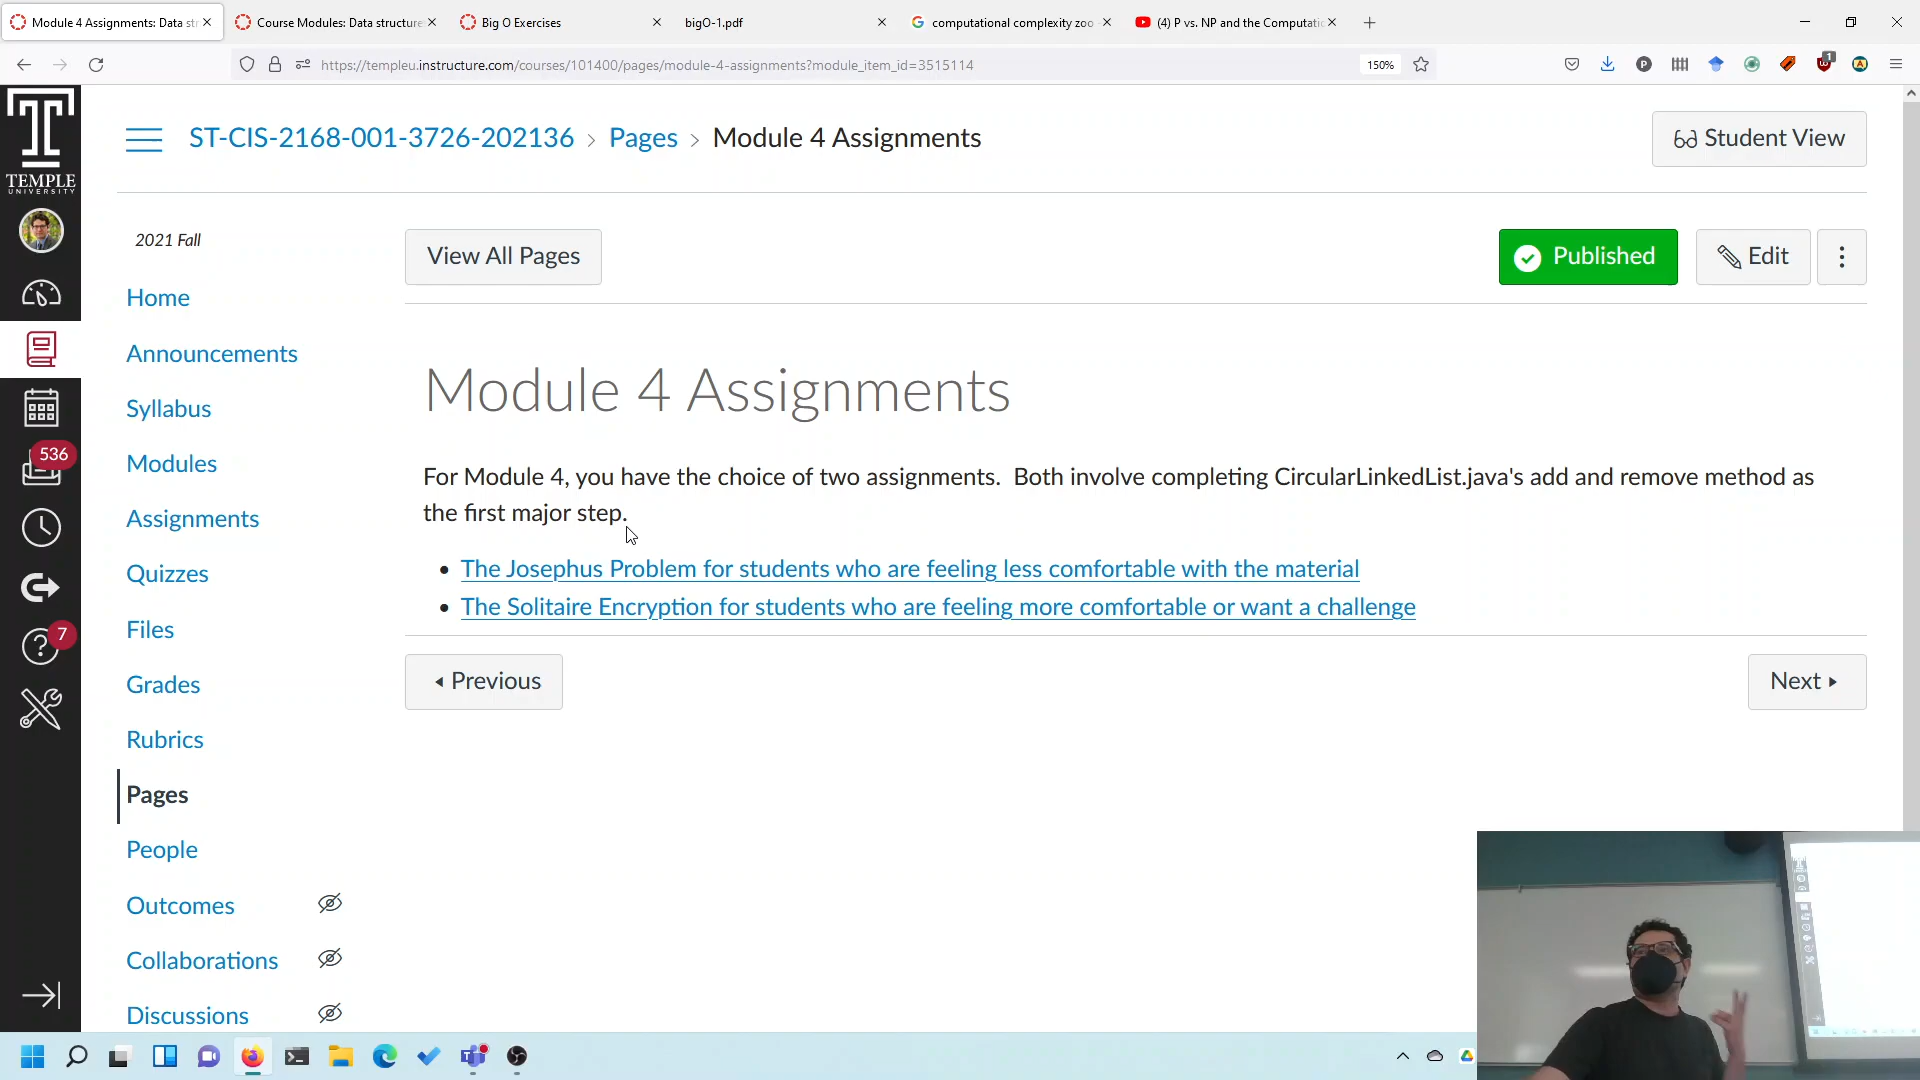 Module 4 Assignments: Data str
Course Modules: Data structure
Big O Exercises
bigO-1.pdf
computational complexity zoo
(4) P vs. NP and the Computati
https://templeu.instructure.com/courses/101400/pages/module-4-assignments?module_item_id=3515114
150%
1
TEMPLE
UNIVERSITY
ST-CIS-2168-001-3726-202136
Pages
Module 4 Assignments
Student View
2021 Fall
View All Pages
Published
Edit
Home
Announcements
Syllabus
Modules
Assignments
Quizzes
Files
Grades
Rubrics
Pages
People
Outcomes
Collaborations
Discussions
536
7
Module 4 Assignments
For Module 4, you have the choice of two assignments. Both involve completing CircularLinkedList.java's add and remove method as
the first major step.
The Josephus Problem for students who are feeling less comfortable with the material
The Solitaire Encryption for students who are feeling more comfortable or want a challenge
Previous
Next